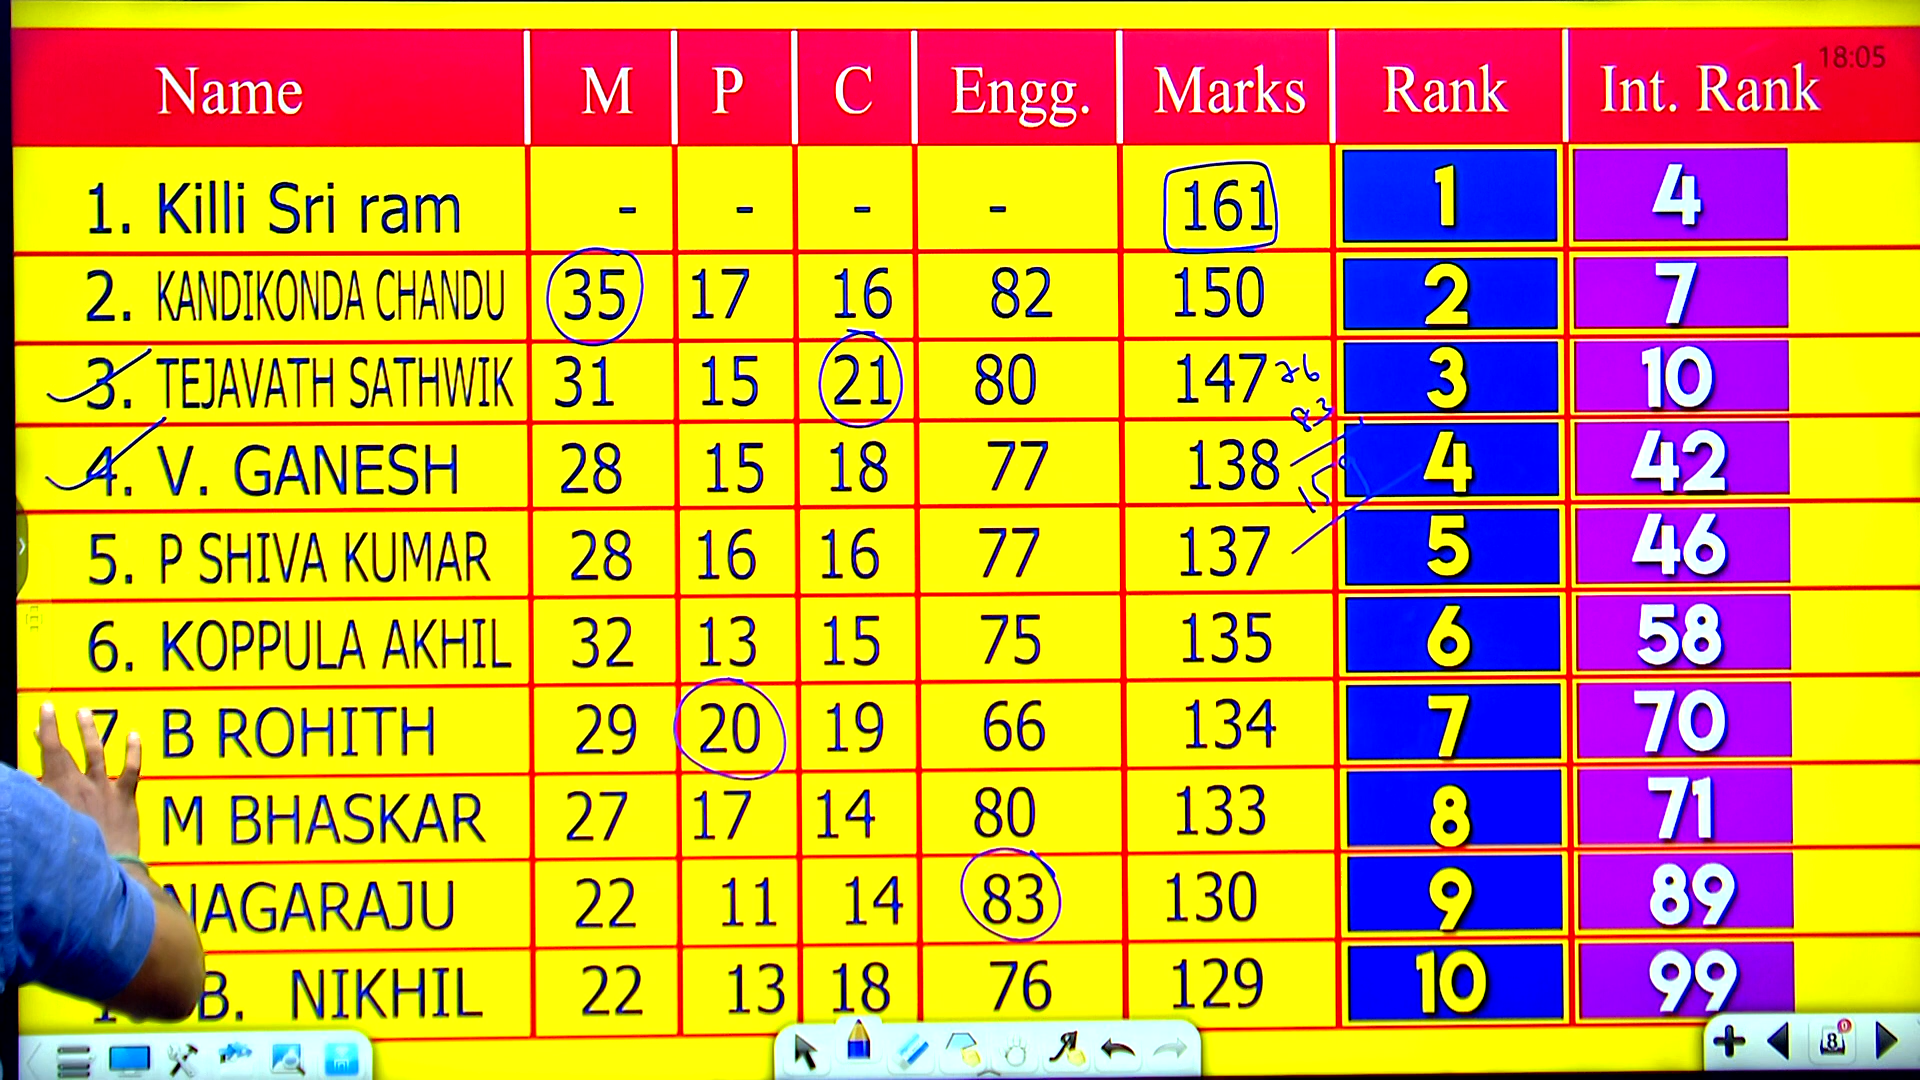 18:05
Name M P C Engg. Marks Rank Int. Rank
1. Killi Sri ram - - - - 161 1 4
2. KANDIKONDA CHANDU 35 17 16 82 150 2 7
3. TEJAVATH SATHWIK 31 15 21 80 147 3 10
76
83
159
4. V. GANESH 28 15 18 77 138 4 42
5. P SHIVA KUMAR 28 16 16 77 137 5 46
6. KOPPULA AKHIL 32 13 15 75 135 6 58
7. B ROHITH 29 20 19 66 134 7 70
M BHASKAR 27 17 14 80 133 8 71
NAGARAJU 22 11 14 83 130 9 89
B. NIKHIL 22 13 18 76 129 10 99
8